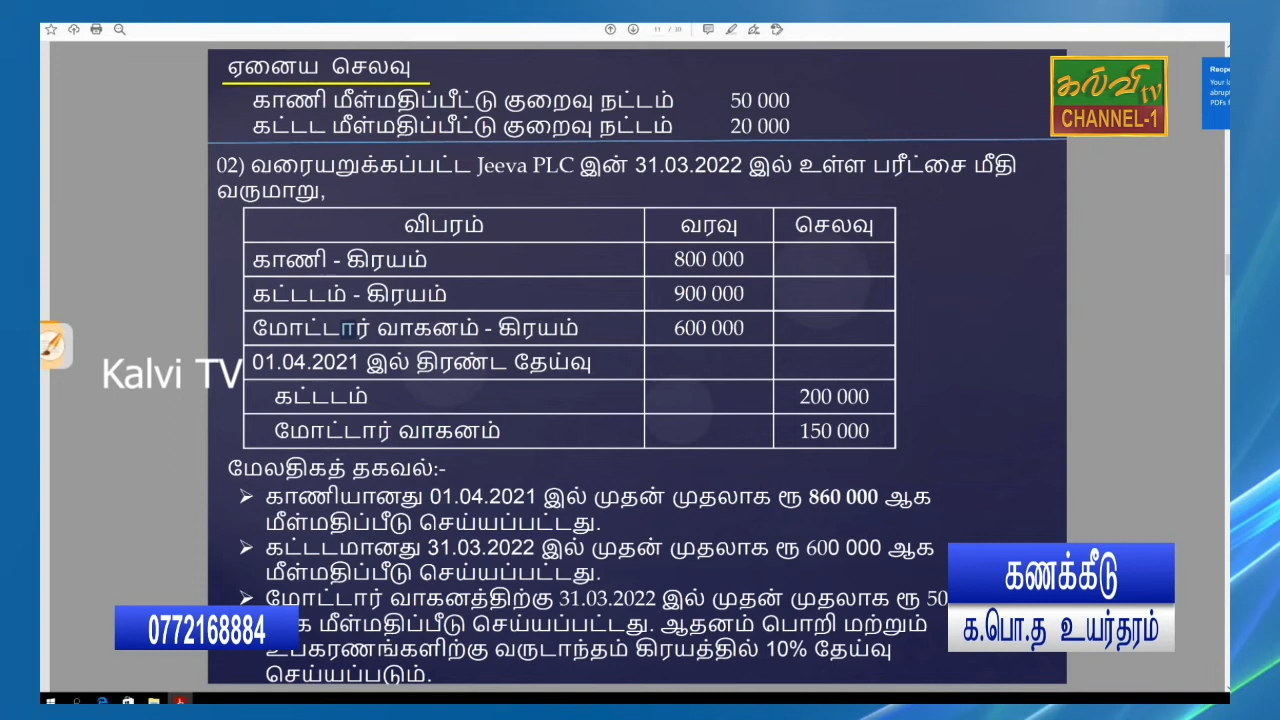 11 / 30
ஏனைய செலவு
காணி மீள்மதிப்பீட்டு குறைவு நட்டம் 50 000
கட்டட மீள்மதிப்பீட்டு குறைவு நட்டம் 20 000
கல்வி tv
CHANNEL-1
02) வரையறுக்கப்பட்ட Jeeva PLC இன் 31.03.2022 இல் உள்ள பரீட்சை மீதி
வருமாறு,
விபரம் வரவு செலவு
காணி - கிரயம் 800 000
கட்டடம் - கிரயம் 900 000
மோட்டார் வாகனம் - கிரயம் 600 000
01.04.2021 இல் திரண்ட தேய்வு
கட்டடம் 200 000
மோட்டார் வாகனம் 150 000
Kalvi TV
மேலதிகத் தகவல்:-
➢ காணியானது 01.04.2021 இல் முதன் முதலாக ரூ 860 000 ஆக
மீள்மதிப்பீடு செய்யப்பட்டது.
➢ கட்டடமானது 31.03.2022 இல் முதன் முதலாக ரூ 600 000 ஆக
மீள்மதிப்பீடு செய்யப்பட்டது.
➢ மோட்டார் வாகனத்திற்கு 31.03.2022 இல் முதன் முதலாக ரூ 50
மீள்மதிப்பீடு செய்யப்பட்டது. ஆதனம் பொறி மற்றும்
உபகரணங்களிற்கு வருடாந்தம் கிரயத்தில் 10% தேய்வு
செய்யப்படும்.
0772168884
கணக்கீடு
க.பொ.த உயர்தரம்